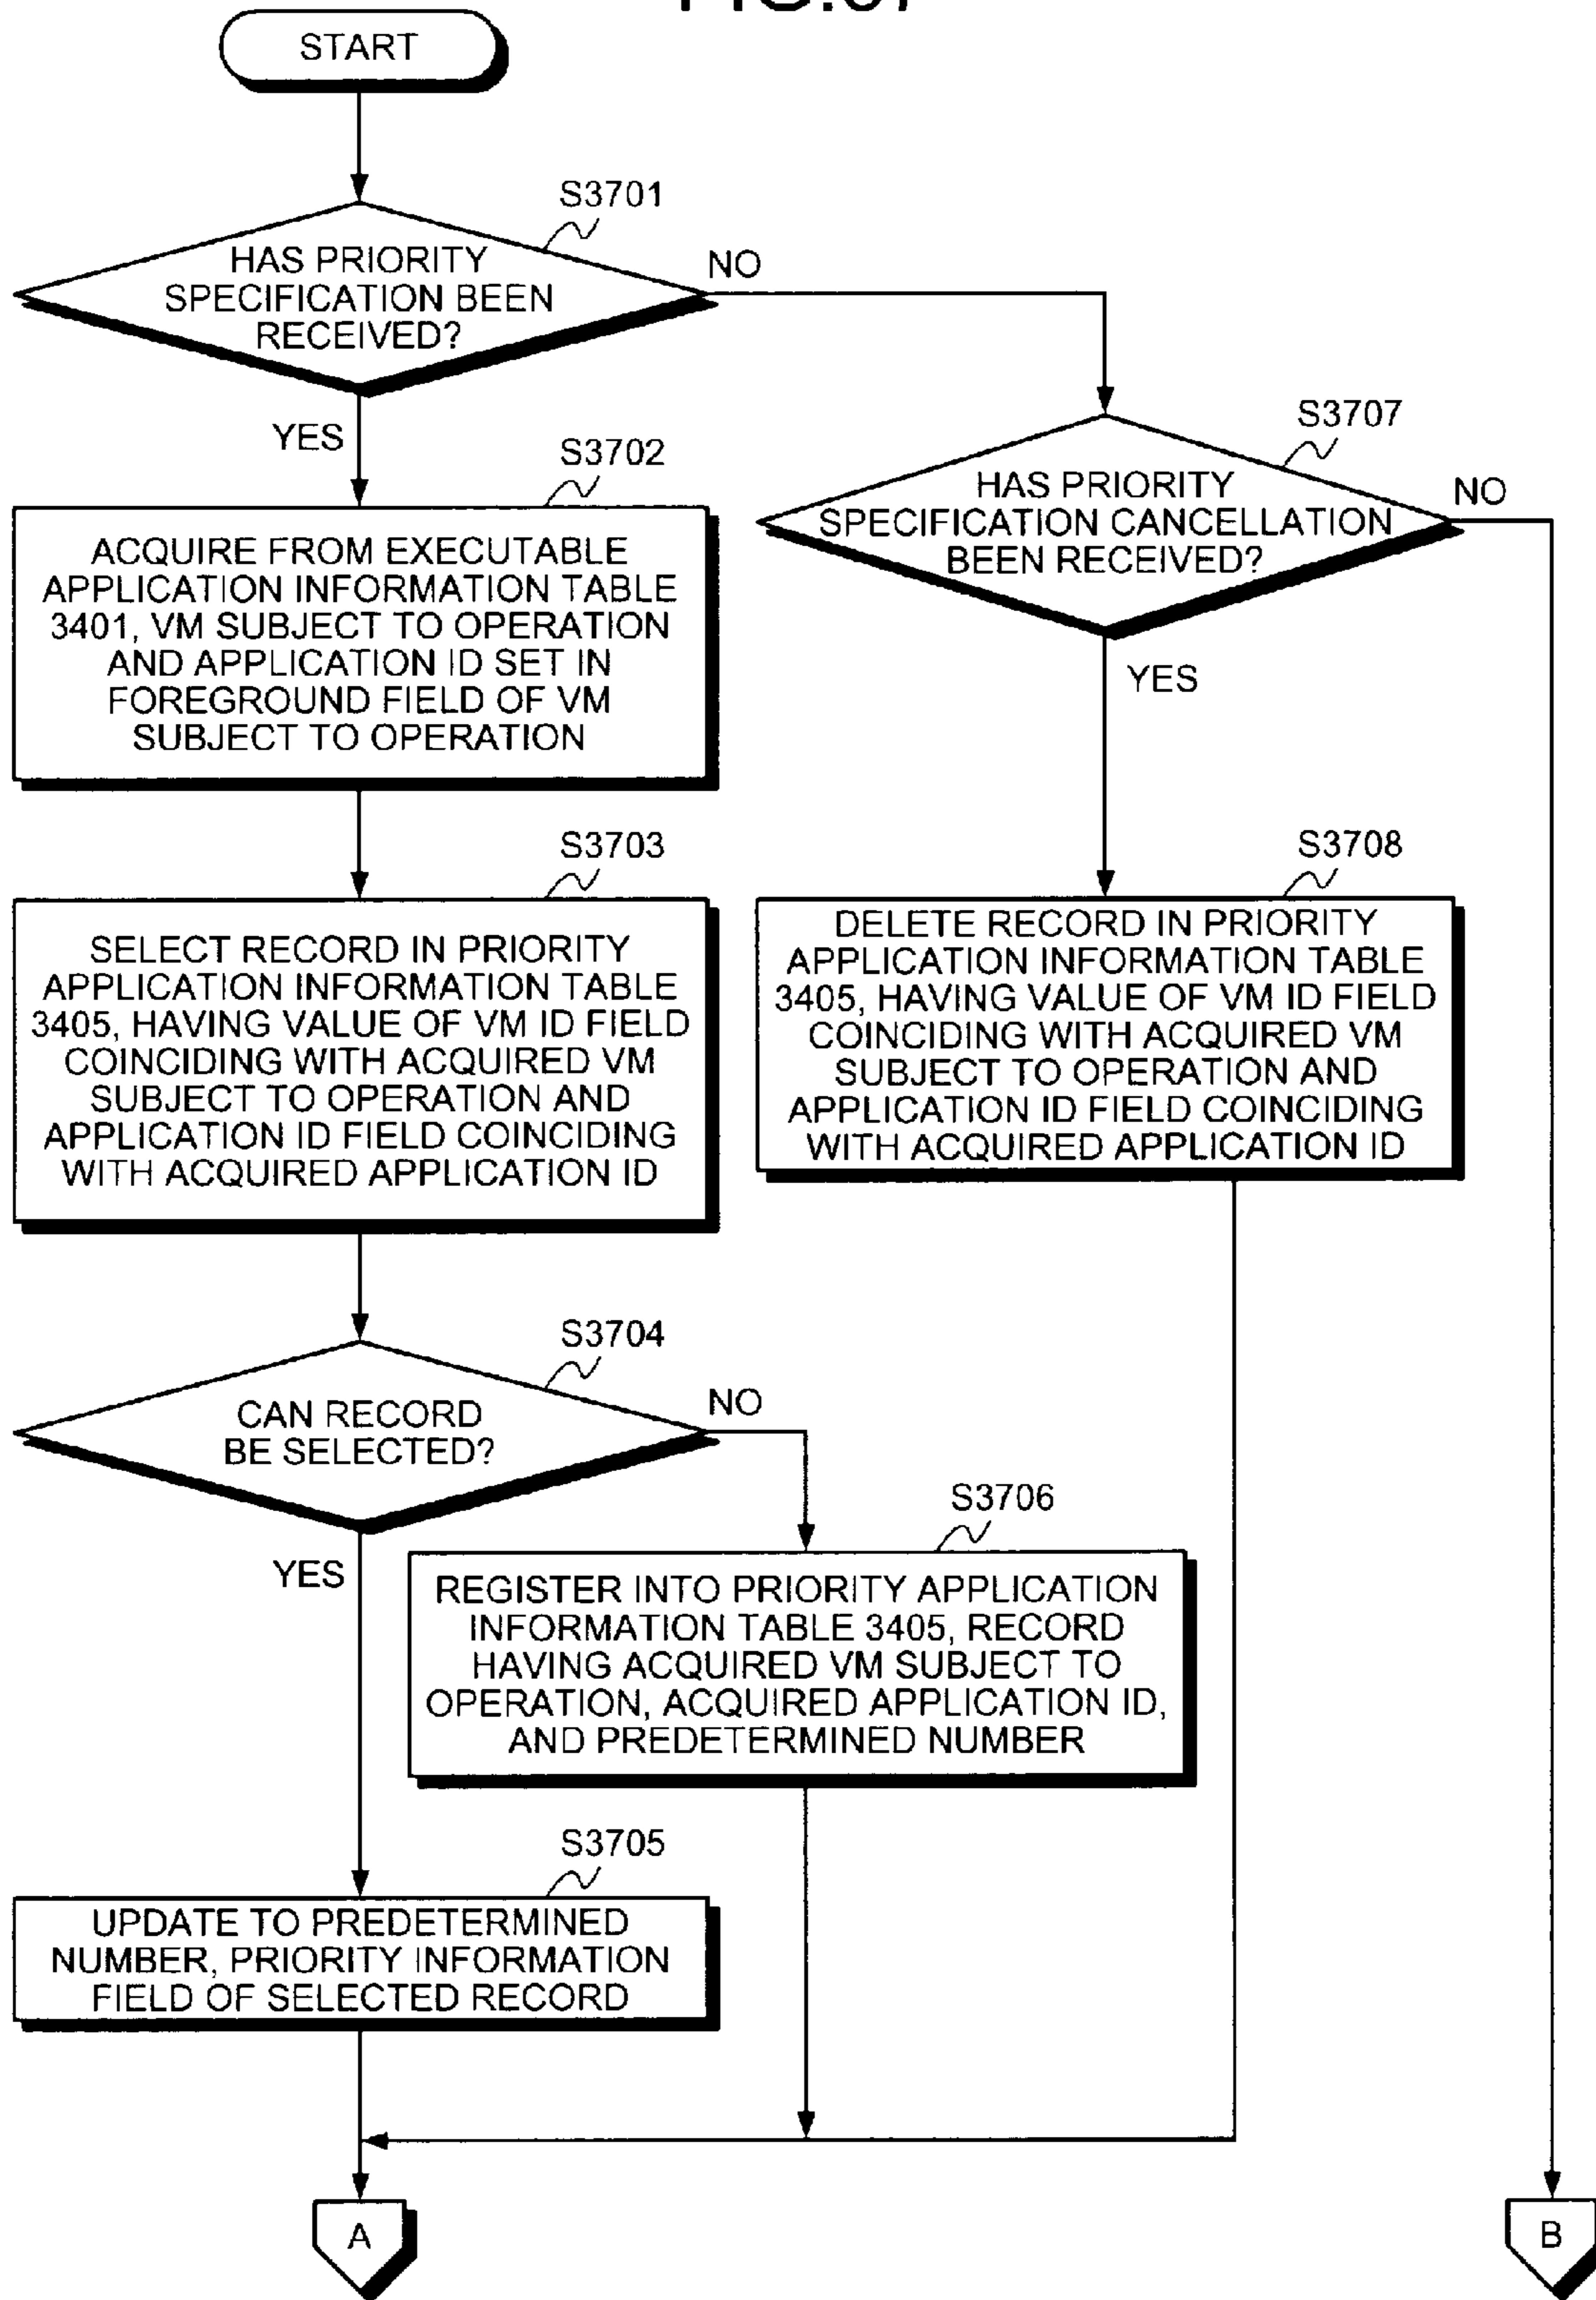 START
S3701
HAS PRIORITY
SPECIFICATION BEEN
RECEIVED?
NO
YES
S3702
ACQUIRE FROM EXECUTABLE
APPLICATION INFORMATION TABLE
3401, VM SUBJECT TO OPERATION
AND APPLICATION ID SET IN
FOREGROUND FIELD OF VM
SUBJECT TO OPERATION
S3707
HAS PRIORITY
SPECIFICATION CANCELLATION
BEEN RECEIVED?
NO
YES
S3703
SELECT RECORD IN PRIORITY
APPLICATION INFORMATION TABLE
3405, HAVING VALUE OF VM ID FIELD
COINCIDING WITH ACQUIRED VM
SUBJECT TO OPERATION AND
APPLICATION ID FIELD COINCIDING
WITH ACQUIRED APPLICATION ID
S3708
DELETE RECORD IN PRIORITY
APPLICATION INFORMATION TABLE
3405, HAVING VALUE OF VM ID FIELD
COINCIDING WITH ACQUIRED VM
SUBJECT TO OPERATION AND
APPLICATION ID FIELD COINCIDING
WITH ACQUIRED APPLICATION ID
S3704
CAN RECORD
BE SELECTED?
NO
YES
S3706
REGISTER INTO PRIORITY APPLICATION
INFORMATION TABLE 3405, RECORD
HAVING ACQUIRED VM SUBJECT TO
OPERATION, ACQUIRED APPLICATION ID,
AND PREDETERMINED NUMBER
S3705
UPDATE TO PREDETERMINED
NUMBER, PRIORITY INFORMATION
FIELD OF SELECTED RECORD
A
B